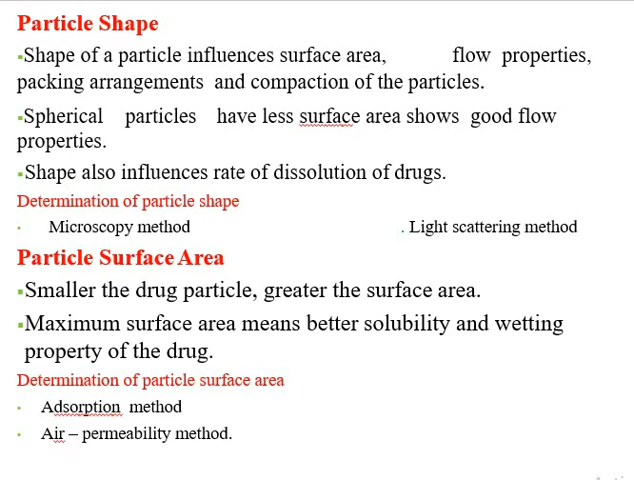 Particle Shape
▪Shape of a particle influences surface area, flow properties,
packing arrangements and compaction of the particles.
▪Spherical particles have less surface area shows good flow
properties.
▪Shape also influences rate of dissolution of drugs.
Determination of particle shape
• Microscopy method . Light scattering method
Particle Surface Area
▪Smaller the drug particle, greater the surface area.
▪Maximum surface area means better solubility and wetting
property of the drug.
Determination of particle surface area
• Adsorption method
• Air – permeability method.